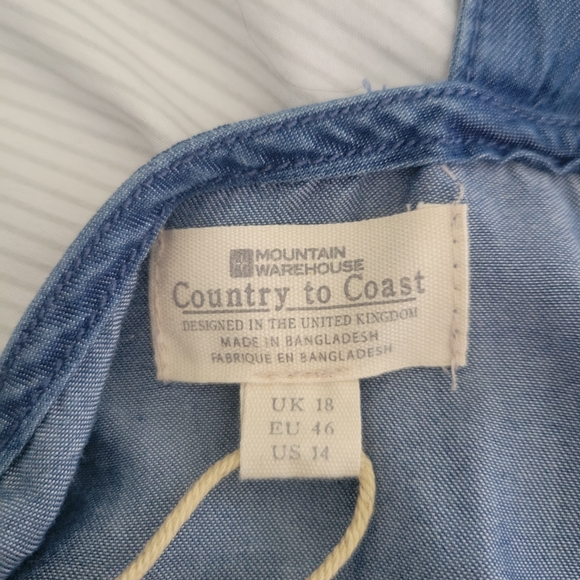 MOUNTAIN
WAREHOUSE
Country to Coast
DESIGNED IN THE UNITED KINGDOM
MADE IN BANGLADESH
FABRIQUE EN BANGLADESH
UK 18
EU 46
US 14